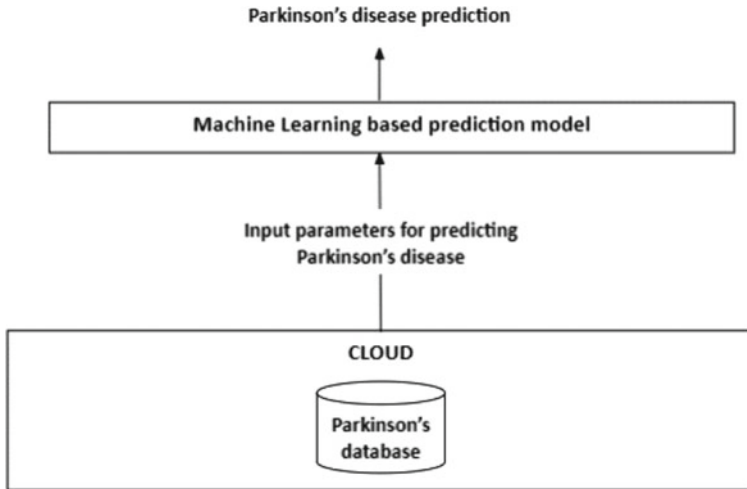 Parkinson's disease prediction
Machine Learning based prediction model
Input parameters for predicting
Parkinson's disease
CLOUD
Parkinson's
database